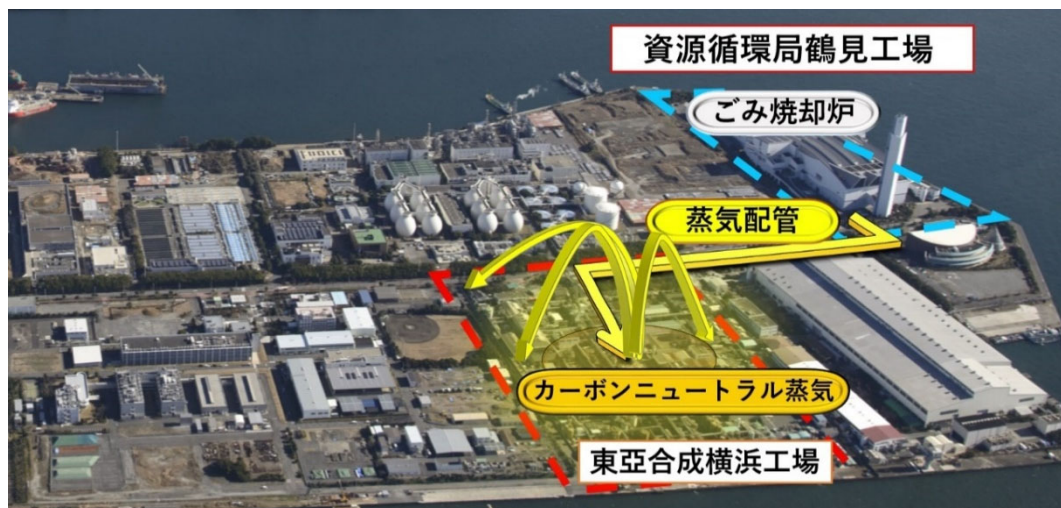 資源循環局鶴見工場
ごみ焼却炉
蒸気配管
カーボンニュートラル蒸気
東亞合成横浜工場